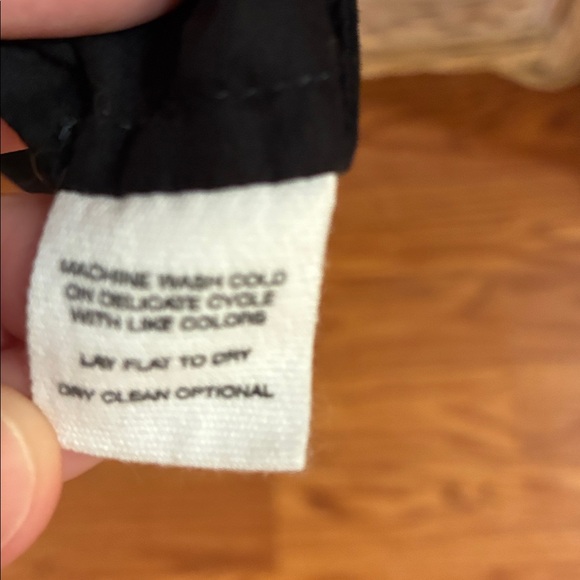 MACHINE WASH COLD
ON DELICATE CYCLE
WITH LIKE COLORS
LAY FLAT TO DRY
DRY CLEAN OPTIONAL